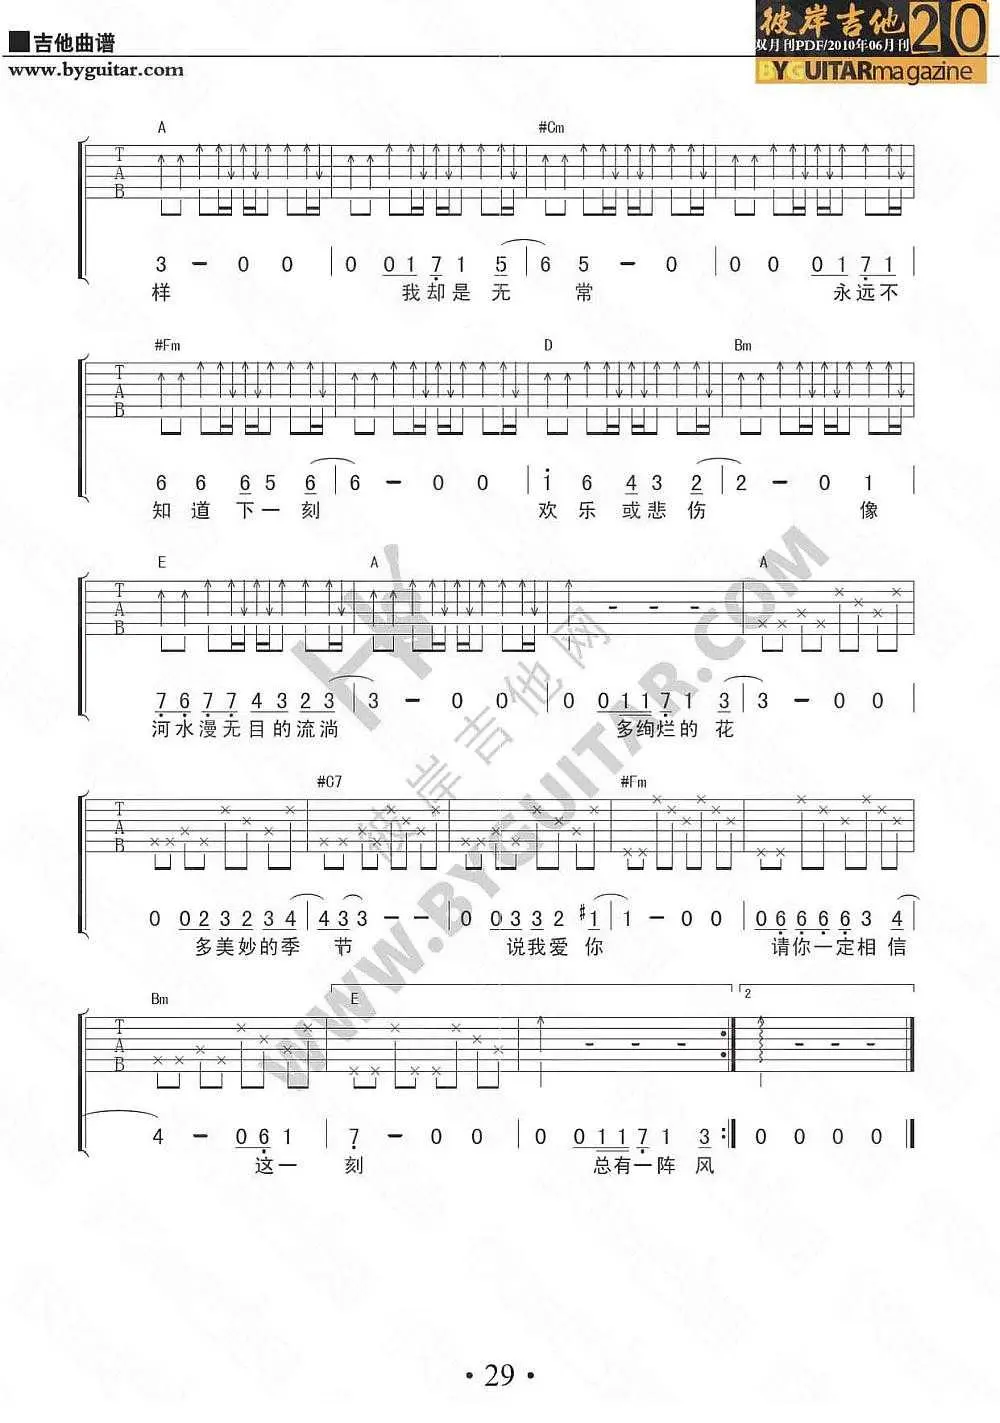 ■吉他曲谱
www.byguitar.com
彼岸吉他 20
双月刊PDF/2010年06月刊
BYGUITARmagazine
A #Cm
T
A
B
3 - 0 0 | 0 0 1 7 1 5 | 6 5 - 0 | 0 0 0 1 7 1
样 我却是无 常 永远不
#Fm D Bm
T
A
B
6 6 6 5 6 | 6 - 0 0 | 1 6 4 3 2 | 2 - 0 1
知 道 下一刻 欢 乐 或悲伤 像
E A A
T
A
B
7 6 7 7 4 3 2 3 | 3 - 0 0 | 0 0 1 1 7 1 3 | 3 - 0 0
河水漫无目的流淌 多绚烂的 花
#C7 #Fm
T
A
B
0 0 2 3 2 3 4 | 4 3 3 - - | 0 0 3 3 2 #1 | 1 - 0 0 | 0 6 6 6 6 3 4
多美妙的季 节 说我爱 你 请你一定相 信
Bm E 2
T
A
B
4 - 0 6 1 | 7 - 0 0 | 0 0 1 1 7 1 3 :| 0 0 0 0
这一 刻 总有一阵 风
彼岸吉他网
WWW.BYGUITAR.COM
· 29 ·